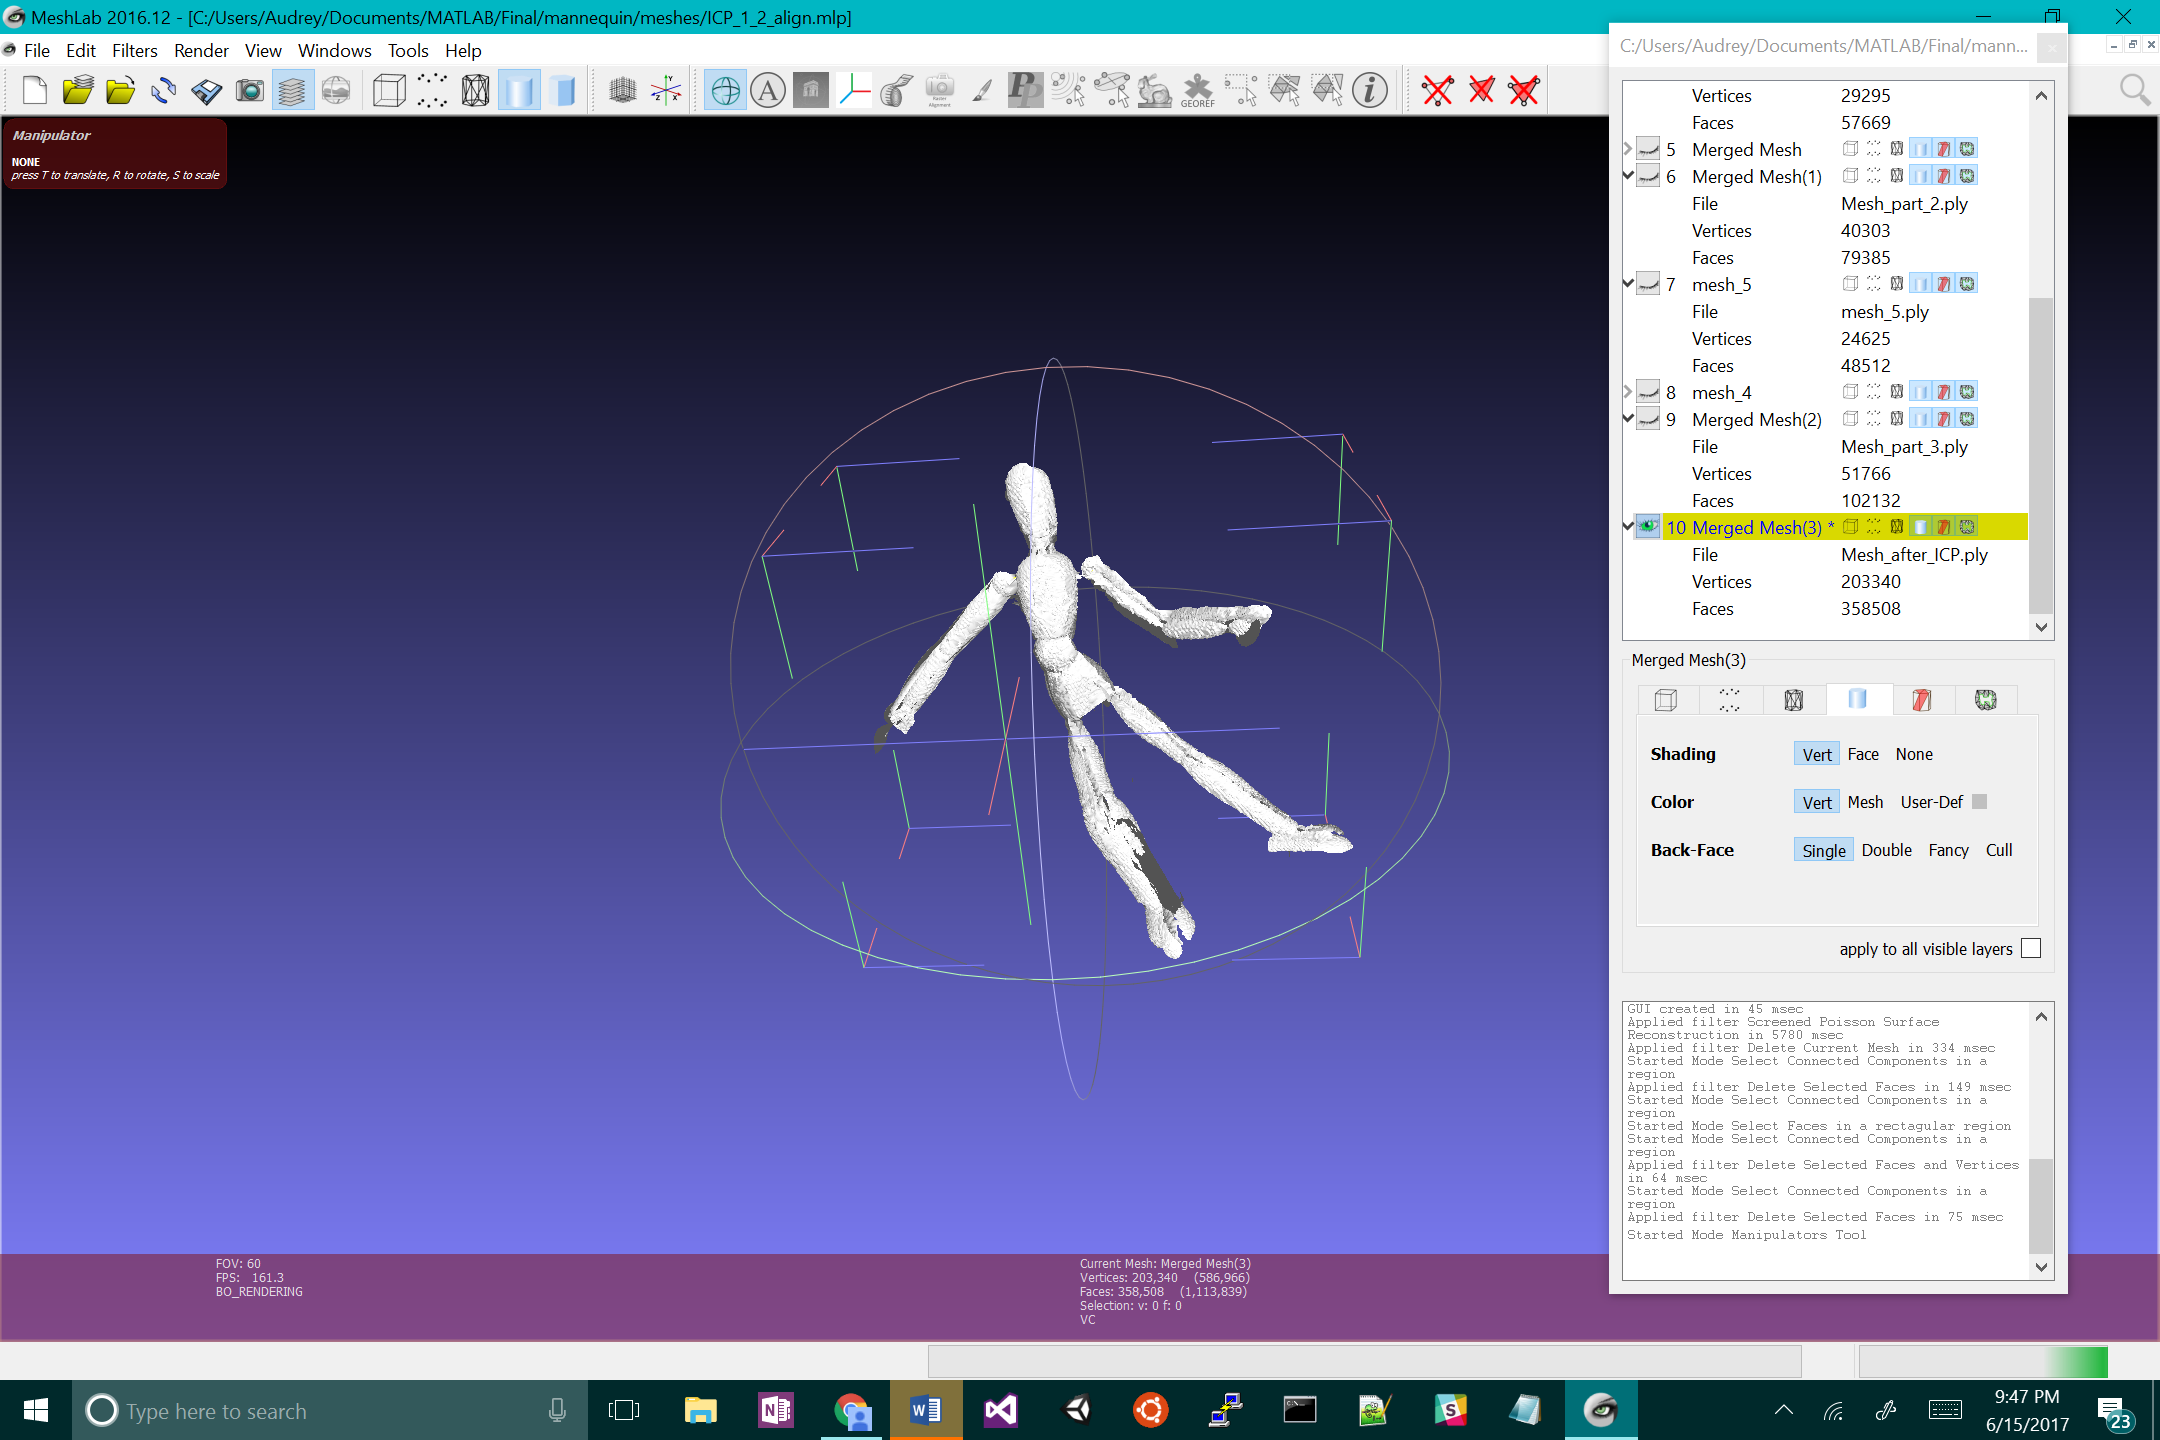 MeshLab 2016.12 - [C:/Users/Audrey/Documents/MATLAB/Final/mannequin/meshes/ICP_1_2_align.mlp]
File Edit Filters Render View Windows Tools Help
A
GEOREF
Manipulator
NONE
press T to translate, R to rotate, S to scale
C:/Users/Audrey/Documents/MATLAB/Final/mann...
Vertices 29295
Faces 57669
5 Merged Mesh
6 Merged Mesh(1)
File Mesh_part_2.ply
Vertices 40303
Faces 79385
7 mesh_5
File mesh_5.ply
Vertices 24625
Faces 48512
8 mesh_4
9 Merged Mesh(2)
File Mesh_part_3.ply
Vertices 51766
Faces 102132
10 Merged Mesh(3) *
File Mesh_after_ICP.ply
Vertices 203340
Faces 358508
Merged Mesh(3)
Shading Vert Face None
Color Vert Mesh User-Def
Back-Face Single Double Fancy Cull
apply to all visible layers
GUI created in 45 msec
Applied filter Screened Poisson Surface
Reconstruction in 5780 msec
Applied filter Delete Current Mesh in 334 msec
Started Mode Select Connected Components in a
region
Applied filter Delete Selected Faces in 149 msec
Started Mode Select Connected Components in a
region
Started Mode Select Faces in a rectagular region
Started Mode Select Connected Components in a
region
Applied filter Delete Selected Faces and Vertices
in 64 msec
Started Mode Select Connected Components in a
region
Applied filter Delete Selected Faces in 75 msec
Started Mode Manipulators Tool
FOV: 60
FPS: 161.3
BO_RENDERING
Current Mesh: Merged Mesh(3)
Vertices: 203,340 (586,966)
Faces: 358,508 (1,113,839)
Selection: v: 0 f: 0
VC
Type here to search
9:47 PM
6/15/2017
23